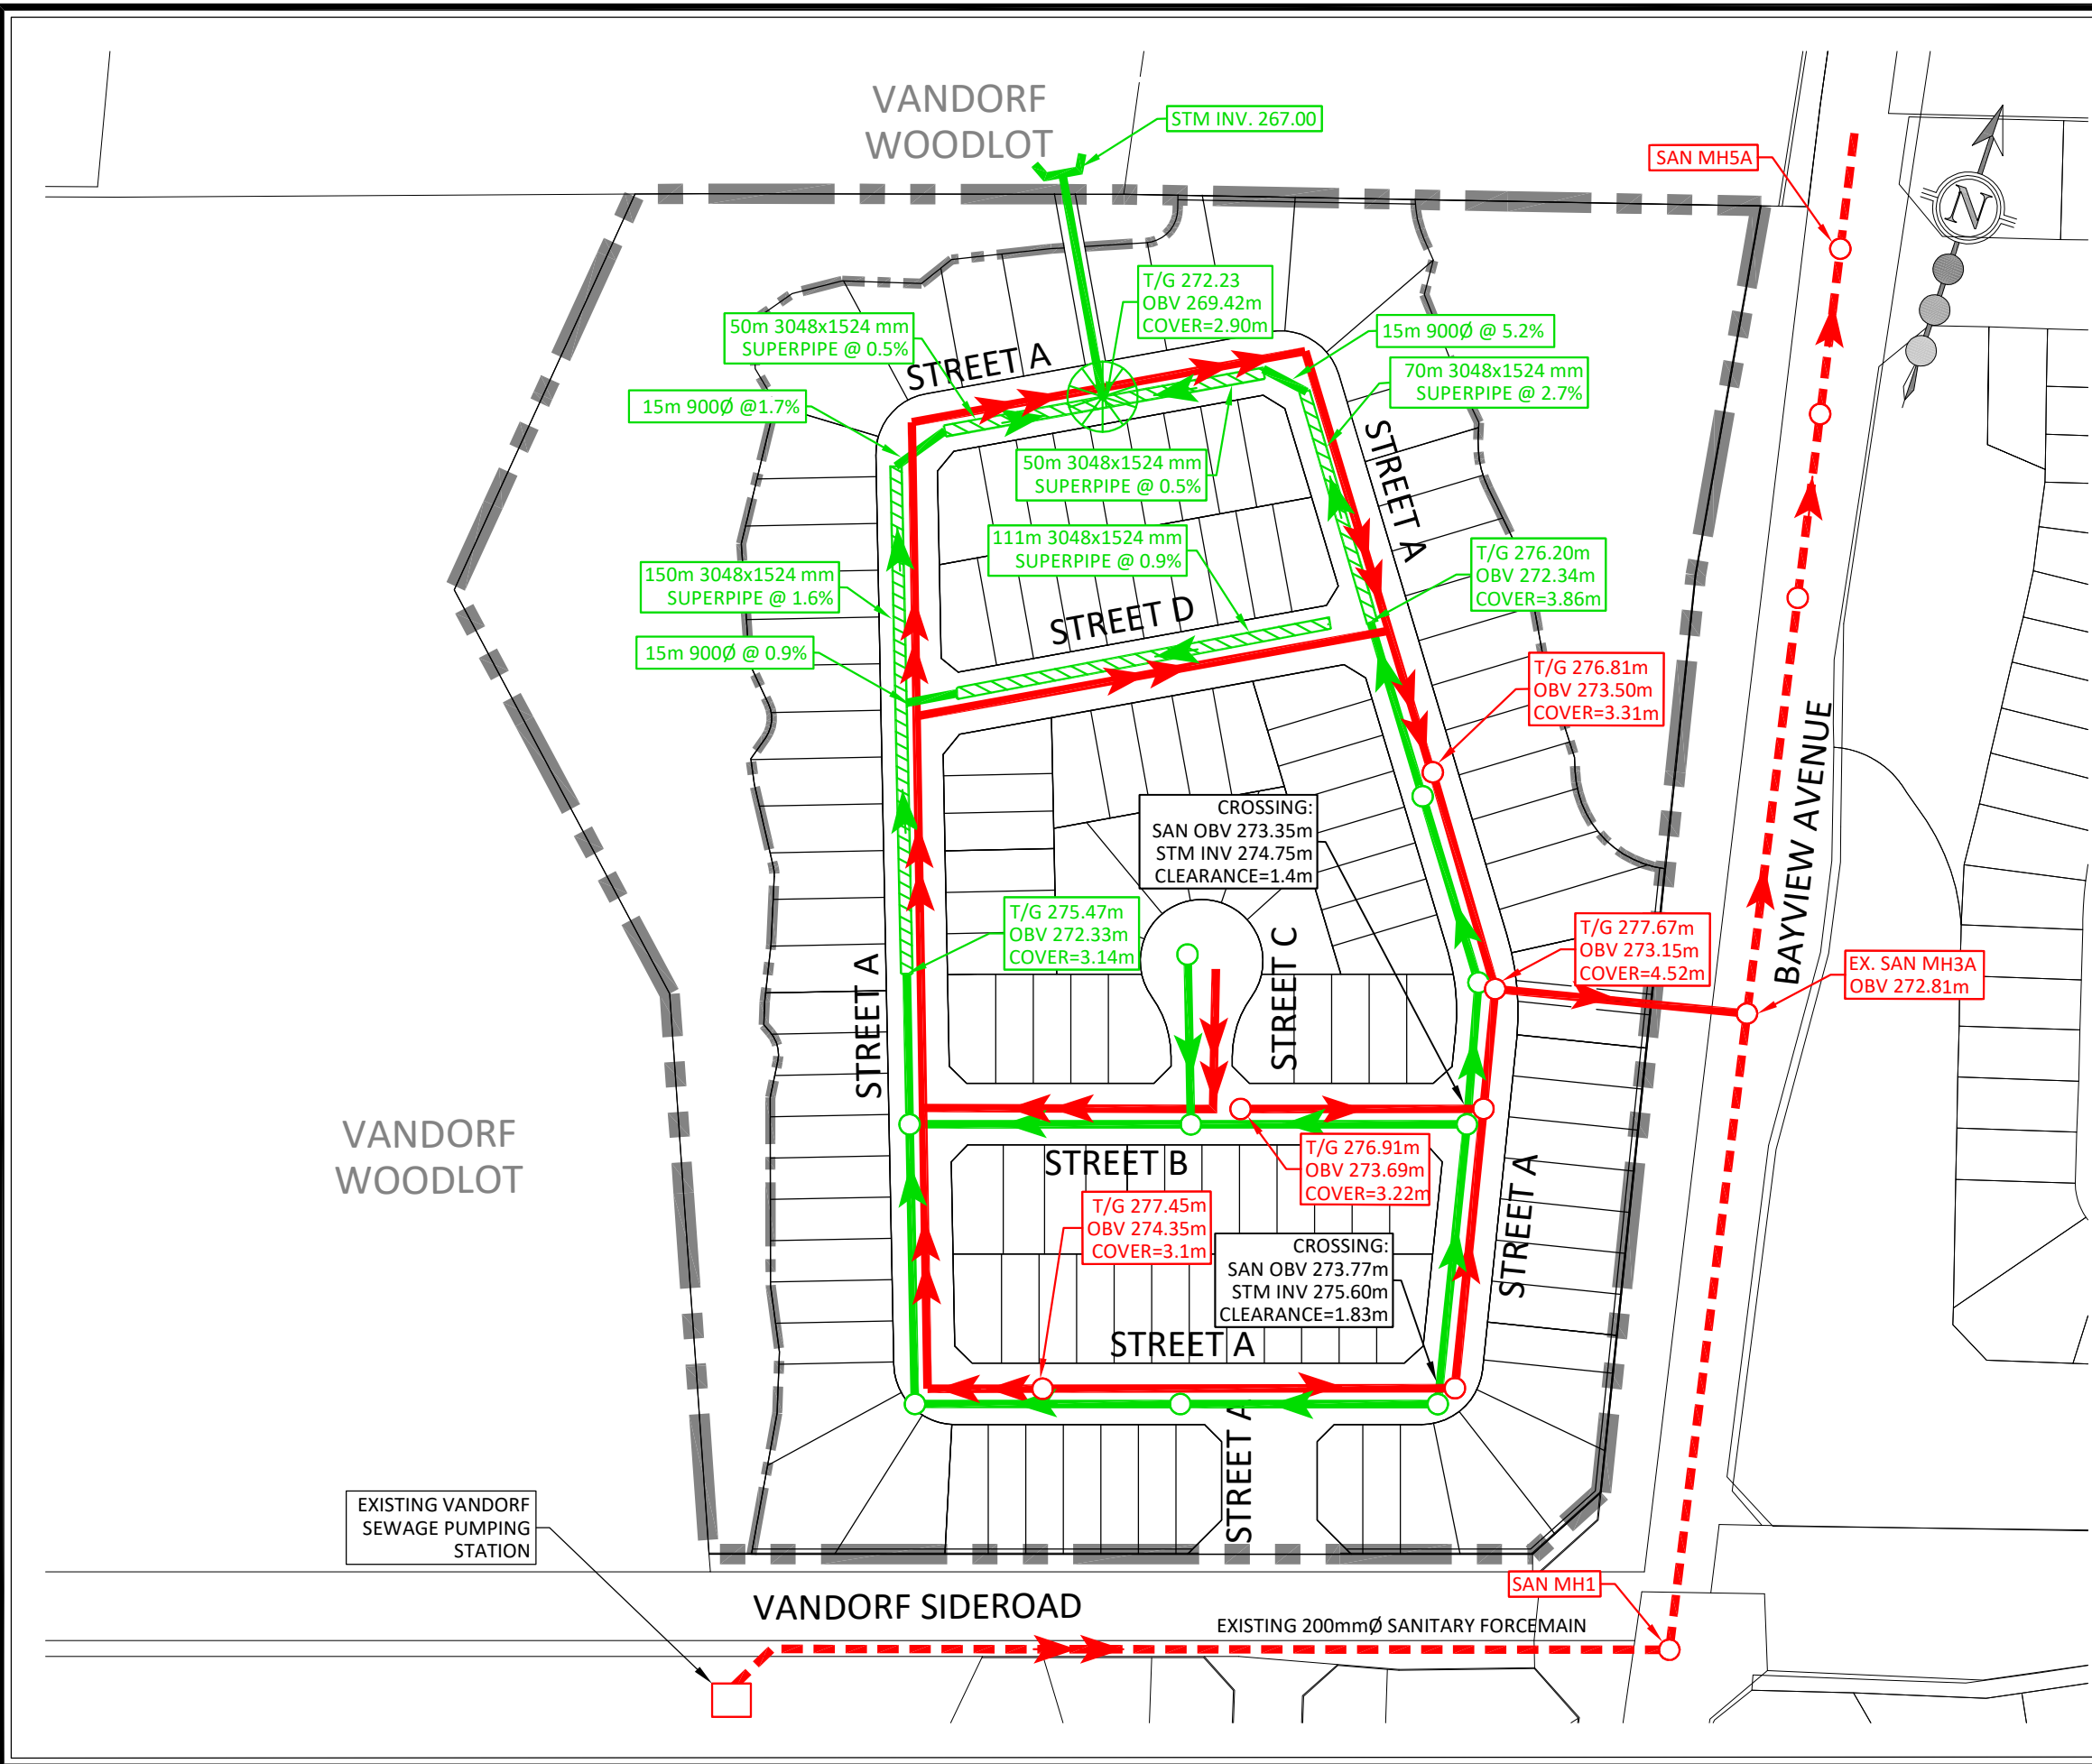 VANDORF
WOODLOT
STM INV. 267.00
SAN MH5A
N
T/G 272.23
OBV 269.42m
COVER=2.90m
50m 3048x1524 mm
SUPERPIPE @ 0.5%
15m 900Ø @ 5.2%
STREET A
70m 3048x1524 mm
SUPERPIPE @ 2.7%
15m 900Ø @1.7%
STREET A
50m 3048x1524 mm
SUPERPIPE @ 0.5%
111m 3048x1524 mm
SUPERPIPE @ 0.9%
T/G 276.20m
OBV 272.34m
COVER=3.86m
150m 3048x1524 mm
SUPERPIPE @ 1.6%
STREET D
15m 900Ø @ 0.9%
T/G 276.81m
OBV 273.50m
COVER=3.31m
BAYVIEW AVENUE
CROSSING:
SAN OBV 273.35m
STM INV 274.75m
CLEARANCE=1.4m
T/G 275.47m
OBV 272.33m
COVER=3.14m
T/G 277.67m
OBV 273.15m
COVER=4.52m
EX. SAN MH3A
OBV 272.81m
STREET C
STREET A
VANDORF
WOODLOT
STREET B
T/G 276.91m
OBV 273.69m
COVER=3.22m
T/G 277.45m
OBV 274.35m
COVER=3.1m
STREET A
CROSSING:
SAN OBV 273.77m
STM INV 275.60m
CLEARANCE=1.83m
STREET A
STREET A
EXISTING VANDORF
SEWAGE PUMPING
STATION
SAN MH1
VANDORF SIDEROAD
EXISTING 200mmØ SANITARY FORCEMAIN